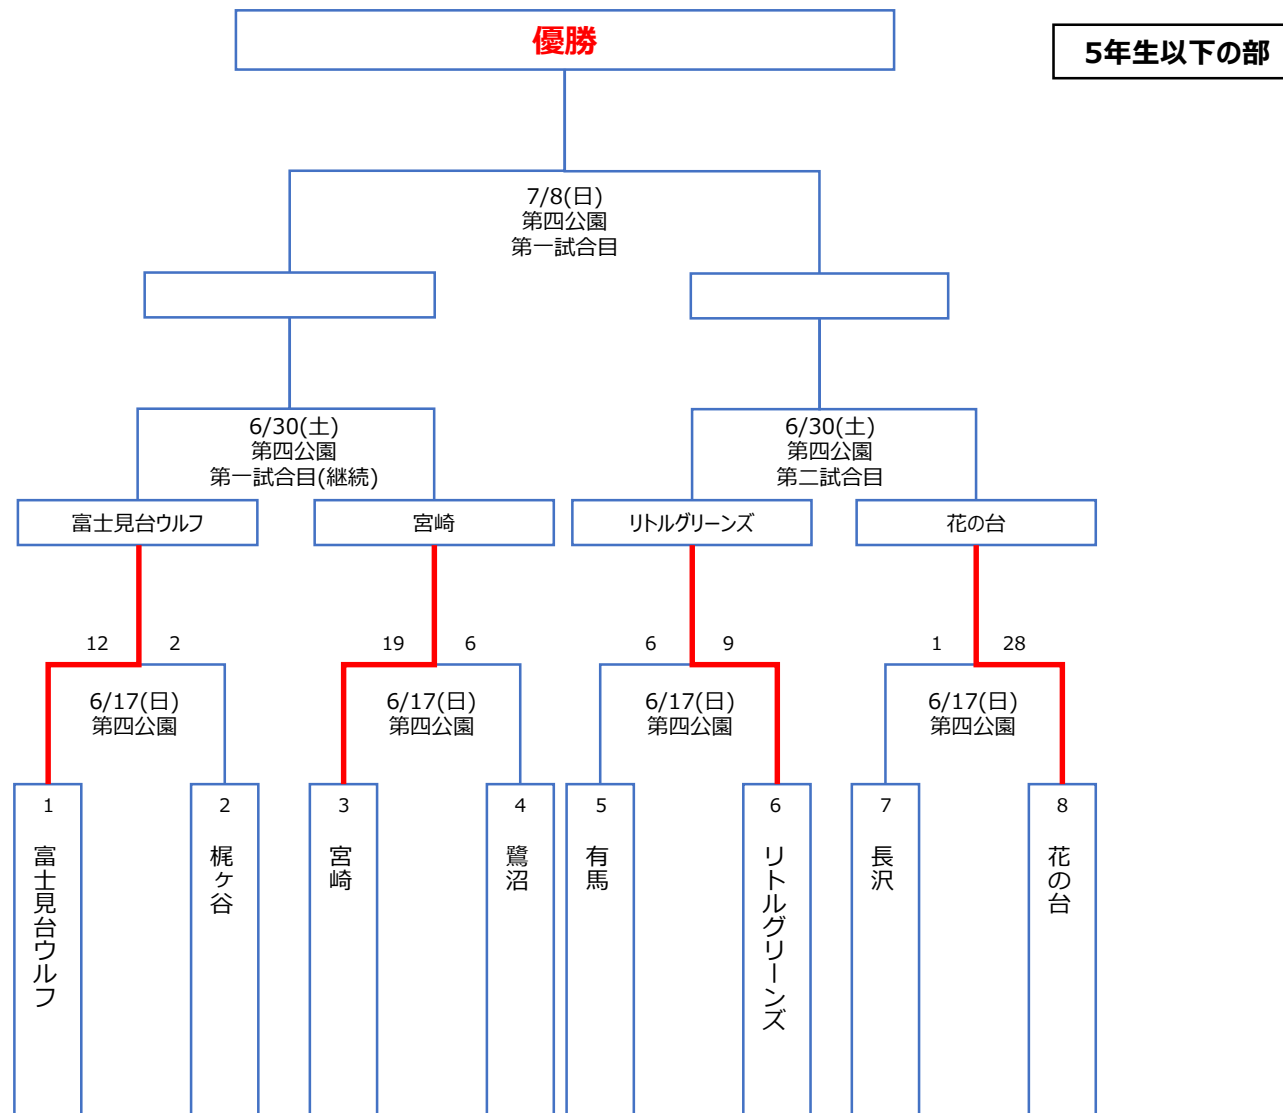 優勝
5年生以下の部
7/8(日)
第四公園
第一試合目
6/30(土)
第四公園
第一試合目(継続)
6/30(土)
第四公園
第二試合目
富士見台ウルフ
宮崎
リトルグリーンズ
花の台
12 2
19 6
6 9
1 28
6/17(日)
第四公園
6/17(日)
第四公園
6/17(日)
第四公園
6/17(日)
第四公園
1
富士見台ウルフ
2
梶ヶ谷
3
宮崎
4
鷺沼
5
有馬
6
リトルグリーンズ
7
長沢
8
花の台